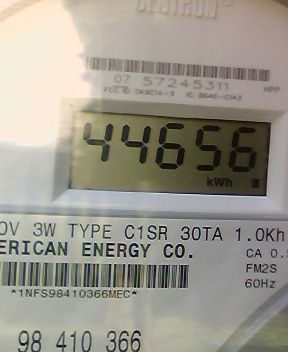 CENTRON
07 57245311
44656
kWh
0V 3W TYPE C1SR 30TA 1.0Kh
ERICAN ENERGY CO.
CA 0.
FM2S
*1NFS98410366MEC*
60Hz
98 410 366